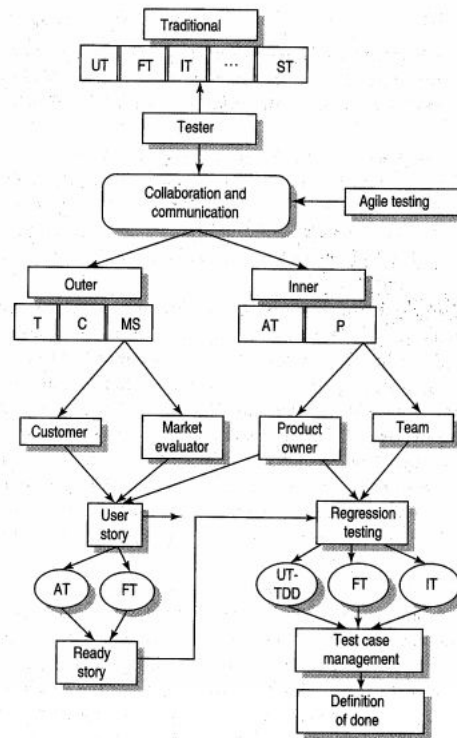 Traditional
UT FT IT ... ST
Tester
Collaboration and
communication
Agile testing
Outer
Inner
T C MS
AT P
Customer
Market
evaluator
Product
owner
Team
User
story
Regression
testing
AT
FT
UT-
TDD
FT
IT
Ready
story
Test case
management
Definition
of done